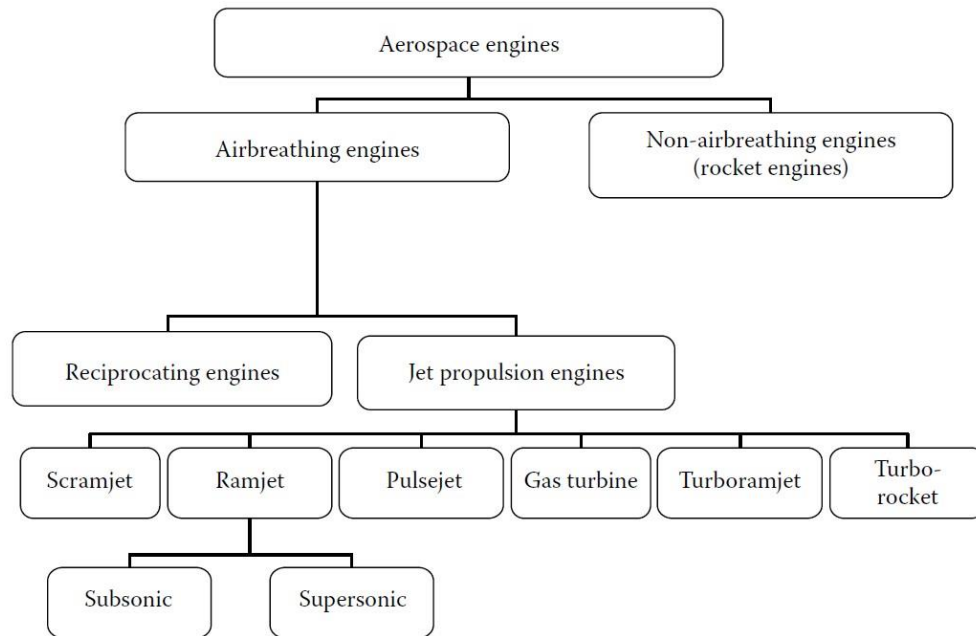 Aerospace engines
Airbreathing engines
Non-airbreathing engines
(rocket engines)
Reciprocating engines
Jet propulsion engines
Scramjet
Ramjet
Pulsejet
Gas turbine
Turboramjet
Turbo-
rocket
Subsonic
Supersonic